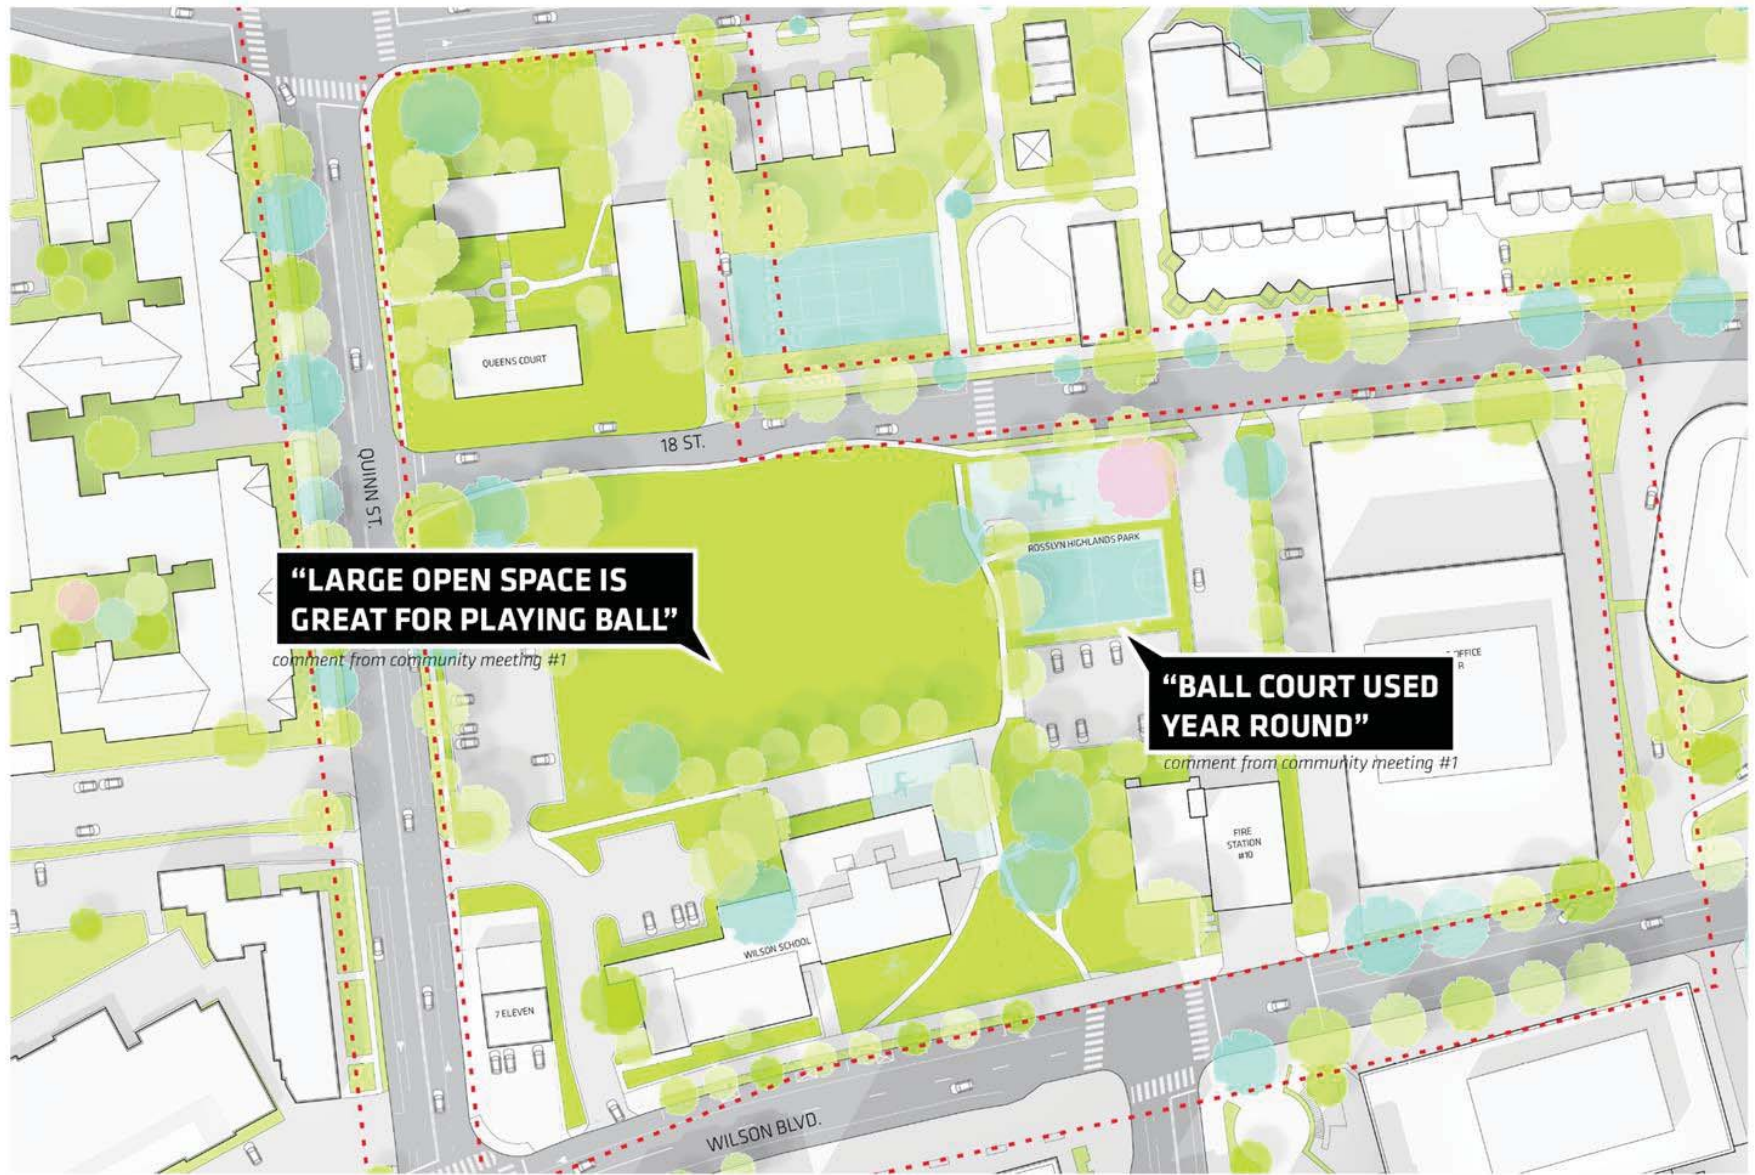 QUEENS COURT
18 ST.
QUINN ST.
ROSSLYN HIGHLANDS PARK
“LARGE OPEN SPACE IS
GREAT FOR PLAYING BALL”
comment from community meeting #1
OFFICE
R
“BALL COURT USED
YEAR ROUND”
comment from community meeting #1
FIRE
STATION
#10
WILSON SCHOOL
7 ELEVEN
WILSON BLVD.